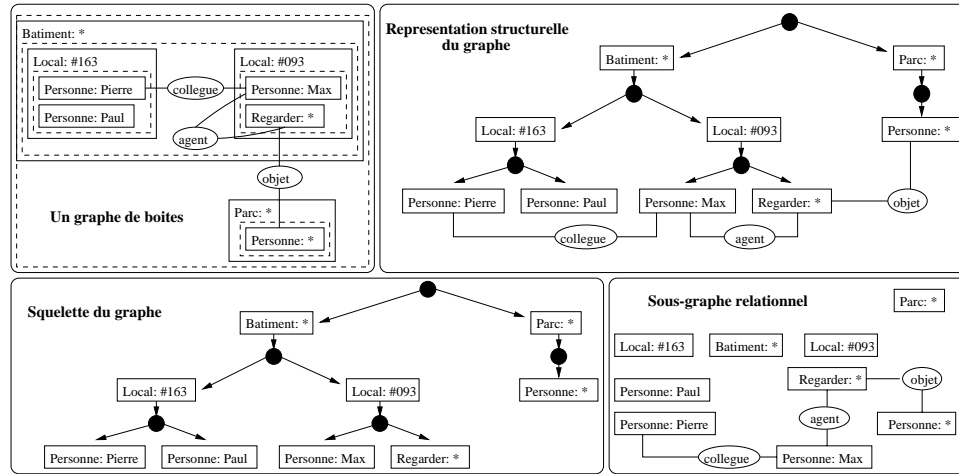 Batiment: *
Local: #163
Local: #093
Personne: Pierre
collegue
Personne: Max
Personne: Paul
agent
Regarder: *
objet
Un graphe de boites
Parc: *
Personne: *
Representation structurelle
du graphe
Batiment: *
Parc: *
Local: #163
Local: #093
Personne: *
Personne: Pierre
Personne: Paul
Personne: Max
Regarder: *
objet
collegue
agent
Squelette du graphe
Batiment: *
Parc: *
Local: #163
Local: #093
Personne: *
Personne: Pierre
Personne: Paul
Personne: Max
Regarder: *
Sous-graphe relationnel
Parc: *
Local: #163
Batiment: *
Local: #093
Regarder: *
objet
Personne: Paul
agent
Personne: Pierre
Personne: *
collegue
Personne: Max